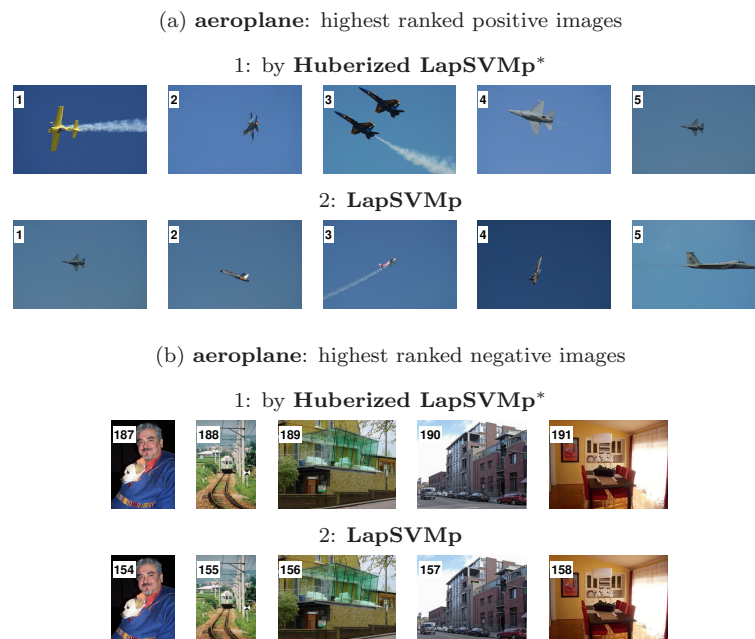 (a) aeroplane: highest ranked positive images
1: by Huberized LapSVMp*
1 2 3 4 5
2: LapSVMp
1 2 3 4 5
(b) aeroplane: highest ranked negative images
1: by Huberized LapSVMp*
187 188 189 190 191
2: LapSVMp
154 155 156 157 158